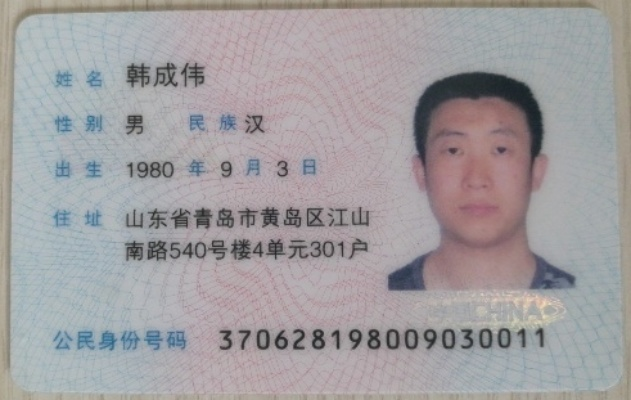 姓名 韩成伟
性别 男 民族 汉
出生 1980 年 9 月 3 日
住址 山东省青岛市黄岛区江山
南路540号楼4单元301户
CHINA
公民身份号码 370628198009030011